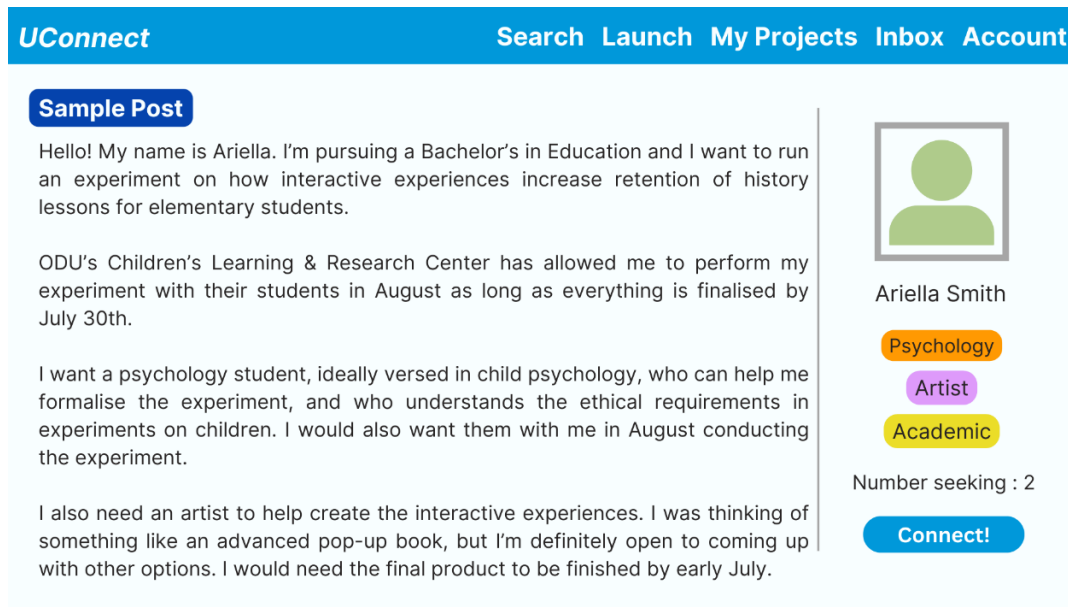 UConnect
Search Launch My Projects Inbox Account
Sample Post
Hello! My name is Ariella. I’m pursuing a Bachelor’s in Education and I want to run
an experiment on how interactive experiences increase retention of history
lessons for elementary students.
ODU’s Children’s Learning & Research Center has allowed me to perform my
experiment with their students in August as long as everything is finalised by
July 30th.
I want a psychology student, ideally versed in child psychology, who can help me
formalise the experiment, and who understands the ethical requirements in
experiments on children. I would also want them with me in August conducting
the experiment.
I also need an artist to help create the interactive experiences. I was thinking of
something like an advanced pop-up book, but I’m definitely open to coming up
with other options. I would need the final product to be finished by early July.
Ariella Smith
Psychology
Artist
Academic
Number seeking : 2
Connect!